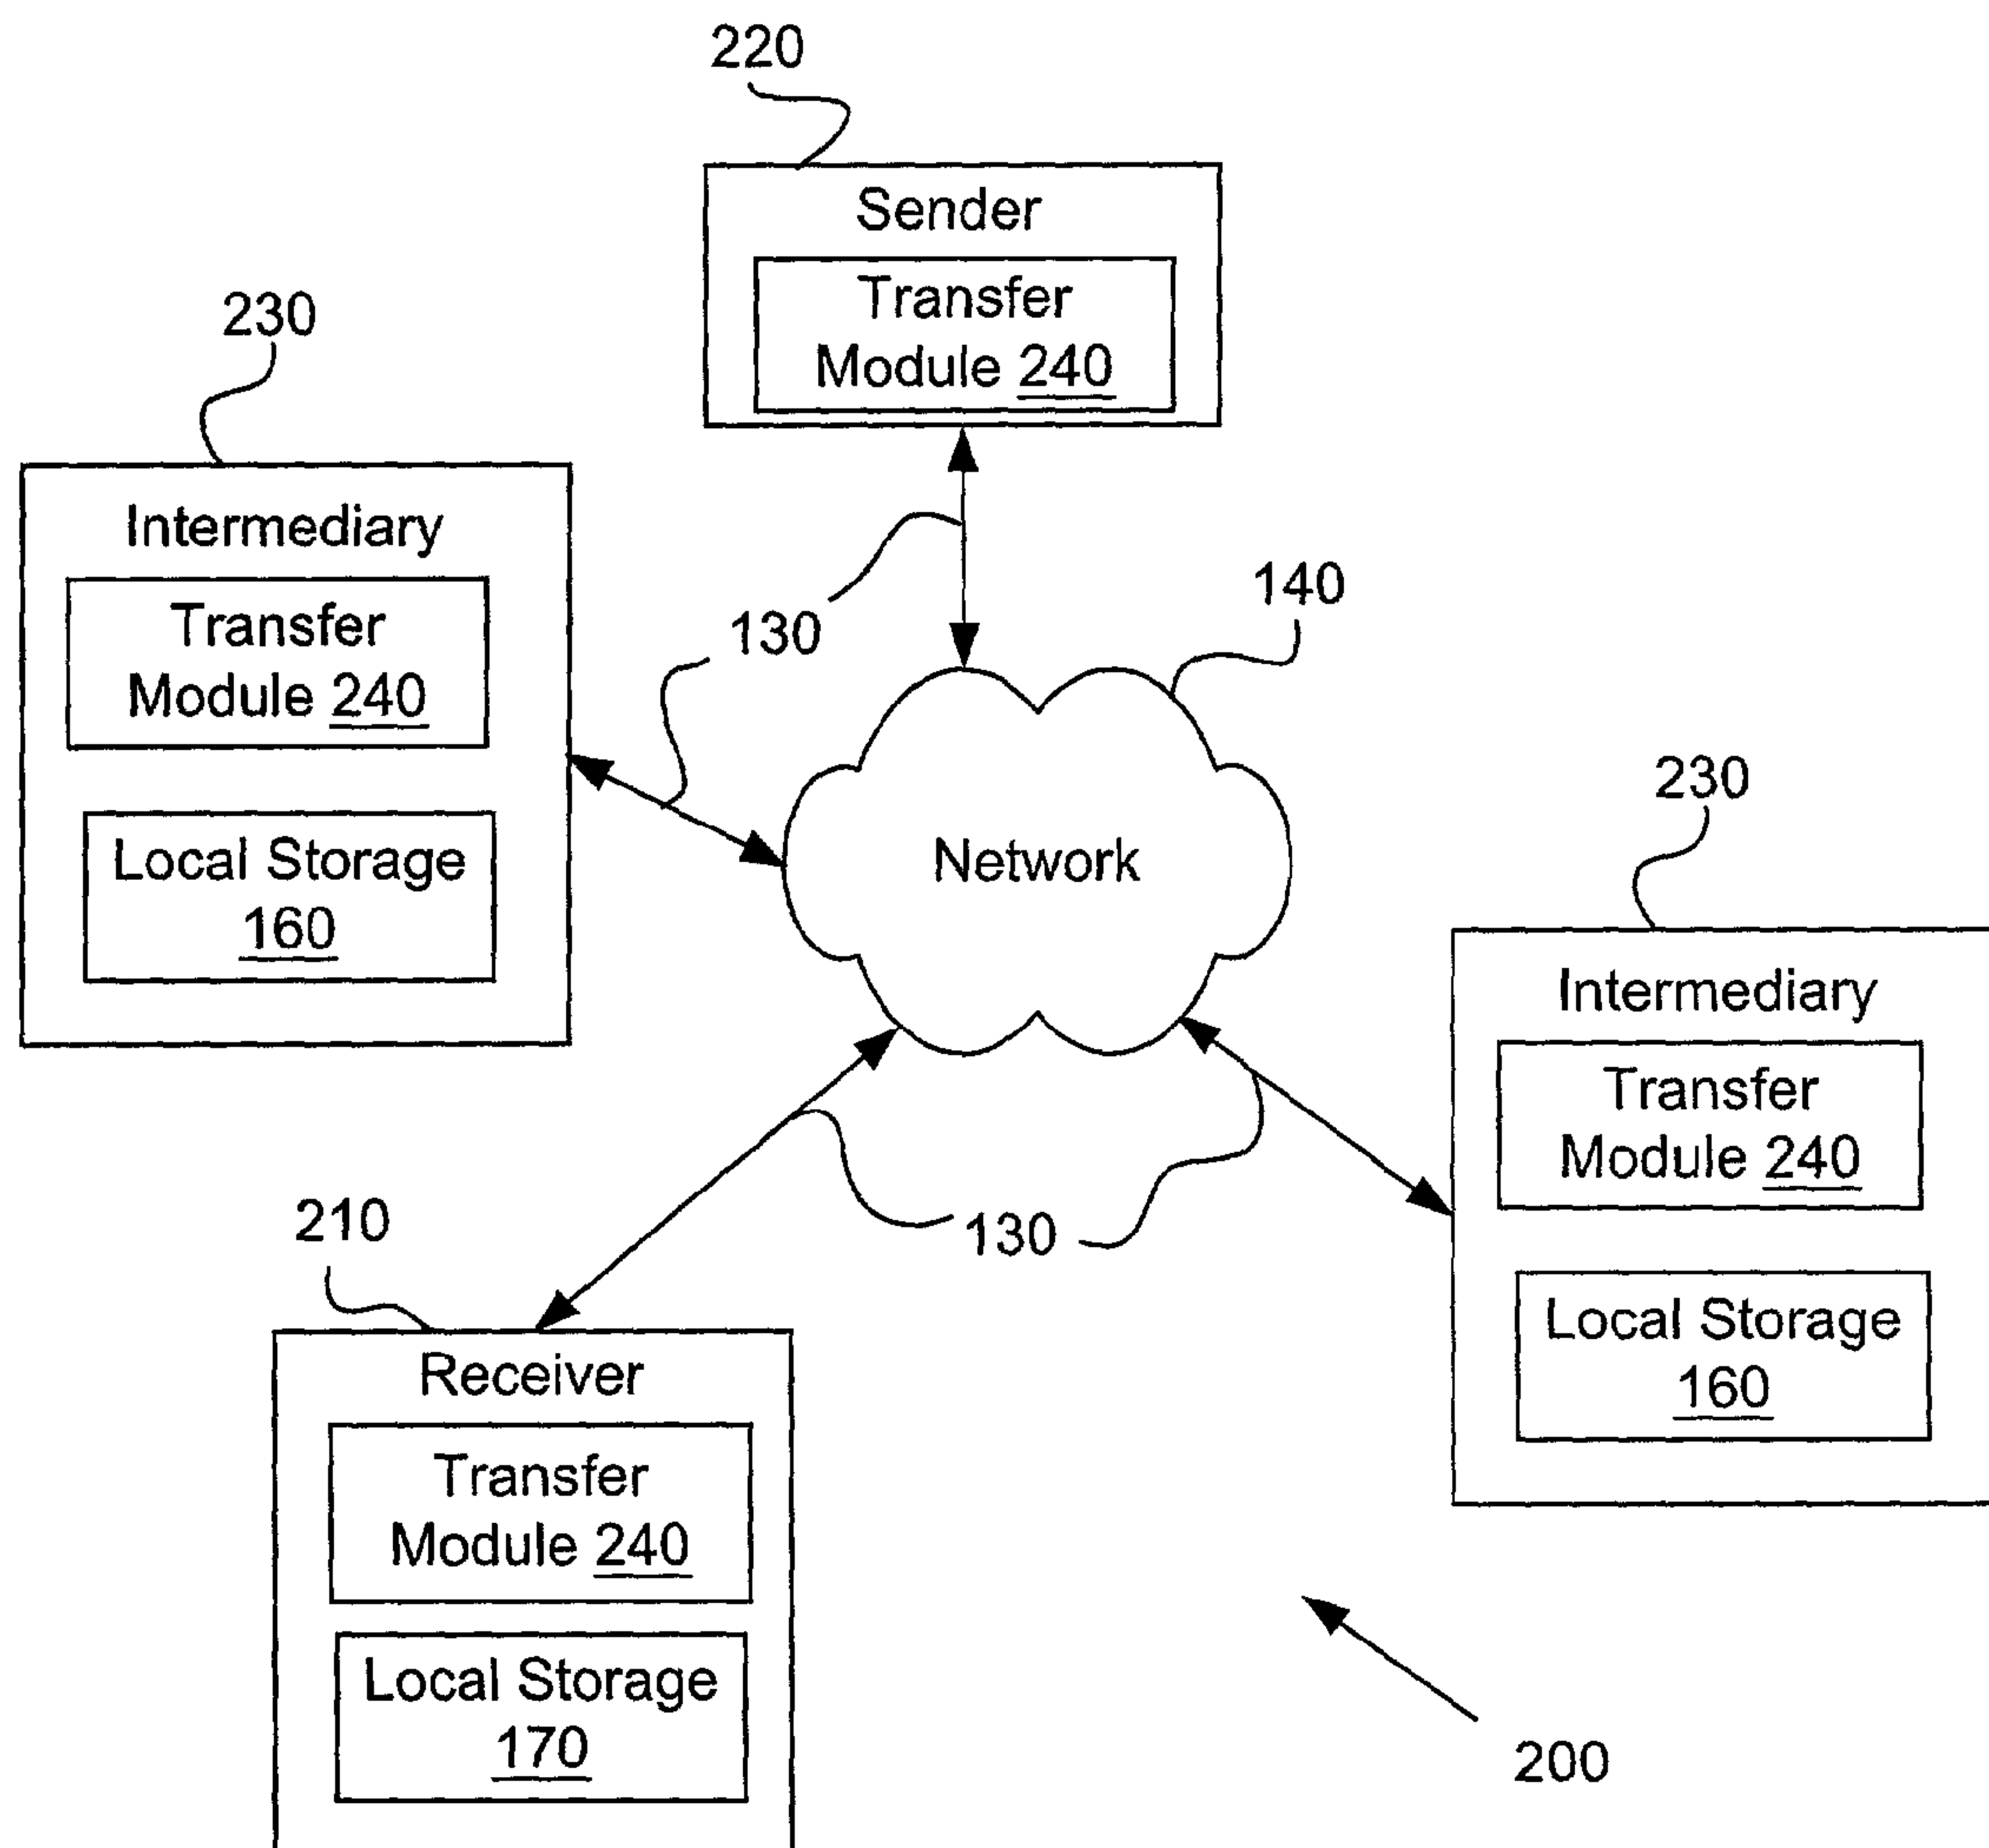 220
Sender
Transfer
Module 240
230
Intermediary
Transfer
Module 240
Local Storage
160
130
140
Network
230
Intermediary
Transfer
Module 240
Local Storage
160
130
210
Receiver
Transfer
Module 240
Local Storage
170
200